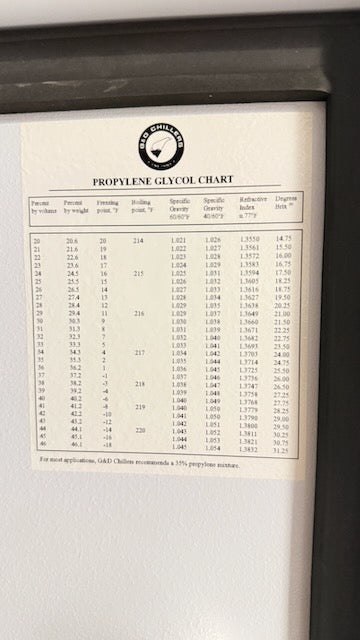 G&D CHILLERS
PROPYLENE GLYCOL CHART
Percent Percent Freezing Boiling Specific Specific Refractive Degrees
by volume by weight point, °F point, °F Gravity Gravity Index Brix
60/60°F 40/60°F 77°F
20 20.6 20 214 1.021 1.026 1.3550 14.75
21 21.6 19 1.022 1.027 1.3561 15.50
22 22.6 18 1.023 1.028 1.3572 16.00
23 23.6 17 1.024 1.029 1.3583 16.75
24 24.5 16 215 1.025 1.031 1.3594 17.50
25 25.5 15 1.026 1.032 1.3605 18.25
26 26.5 14 1.027 1.033 1.3616 18.75
27 27.4 13 1.028 1.034 1.3627 19.50
28 28.4 12 1.029 1.035 1.3638 20.25
29 29.4 11 216 1.029 1.037 1.3649 21.00
30 30.3 9 1.030 1.038 1.3660 21.50
31 31.3 8 1.031 1.039 1.3671 22.25
32 32.3 7 1.032 1.040 1.3682 22.75
33 33.3 5 1.033 1.041 1.3693 23.50
34 34.3 4 217 1.034 1.042 1.3703 24.00
35 35.3 2 1.035 1.044 1.3714 24.75
36 36.2 1 1.036 1.045 1.3725 25.50
37 37.2 -1 1.037 1.046 1.3736 26.00
38 38.2 -3 218 1.038 1.047 1.3747 26.50
39 39.2 -4 1.039 1.048 1.3758 27.25
40 40.2 -6 1.040 1.049 1.3768 27.75
41 41.2 -8 219 1.040 1.050 1.3779 28.25
42 42.2 -10 1.041 1.050 1.3790 29.00
43 43.2 -12 1.042 1.051 1.3800 29.50
44 44.1 -14 220 1.043 1.052 1.3811 30.25
45 45.1 -16 1.044 1.053 1.3821 30.75
46 46.1 -18 1.045 1.054 1.3832 31.25
For most applications, G&D Chillers recommends a 35% propylene mixture.